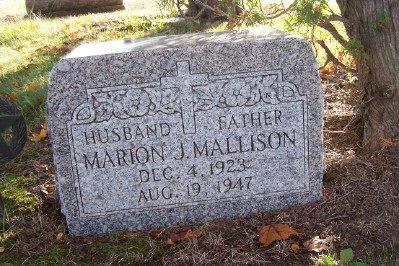 HUSBAND FATHER
MARION J. MALLISON
DEC. 4, 1923
AUG. 19, 1947